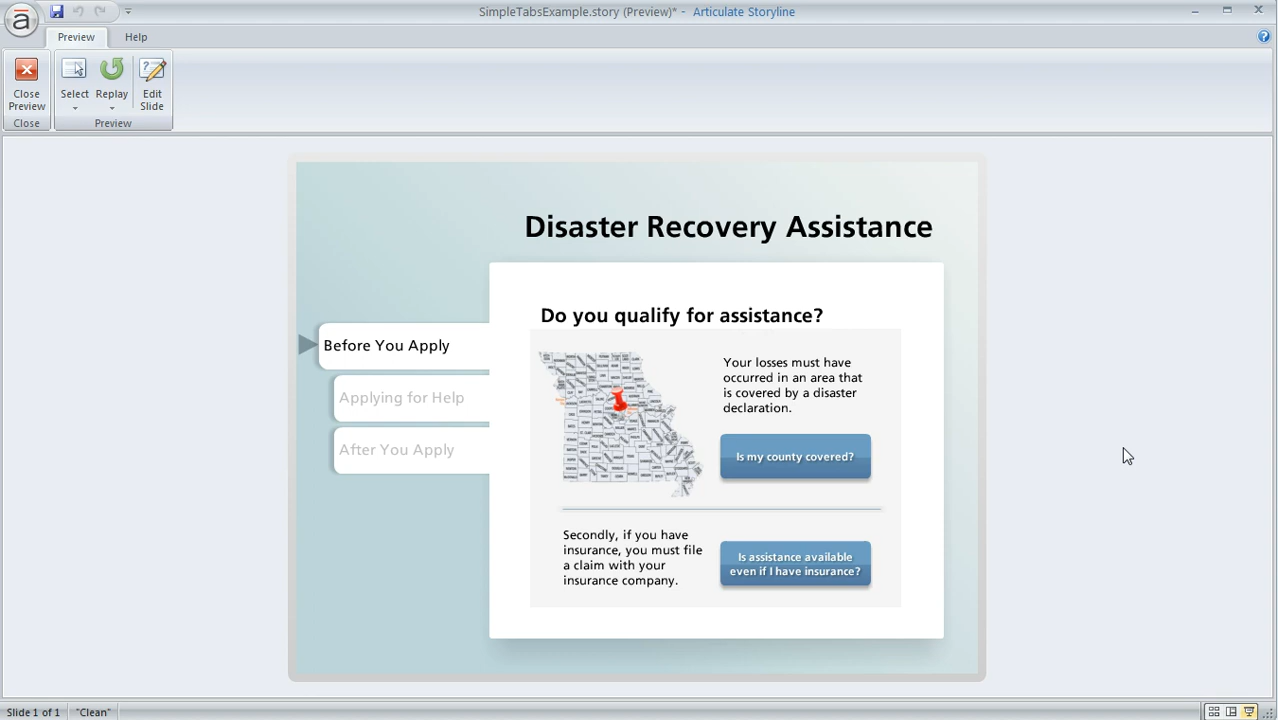 SimpleTabsExample.story (Preview)* - Articulate Storyline
Preview
Help
Close Preview
Select
Replay
Edit Slide
Close
Preview
Disaster Recovery Assistance
Do you qualify for assistance?
Before You Apply
Applying for Help
After You Apply
Your losses must have
occurred in an area that
is covered by a disaster
declaration.
Is my county covered?
Secondly, if you have
insurance, you must file
a claim with your
insurance company.
Is assistance available
even if I have insurance?
Slide 1 of 1
"Clean"